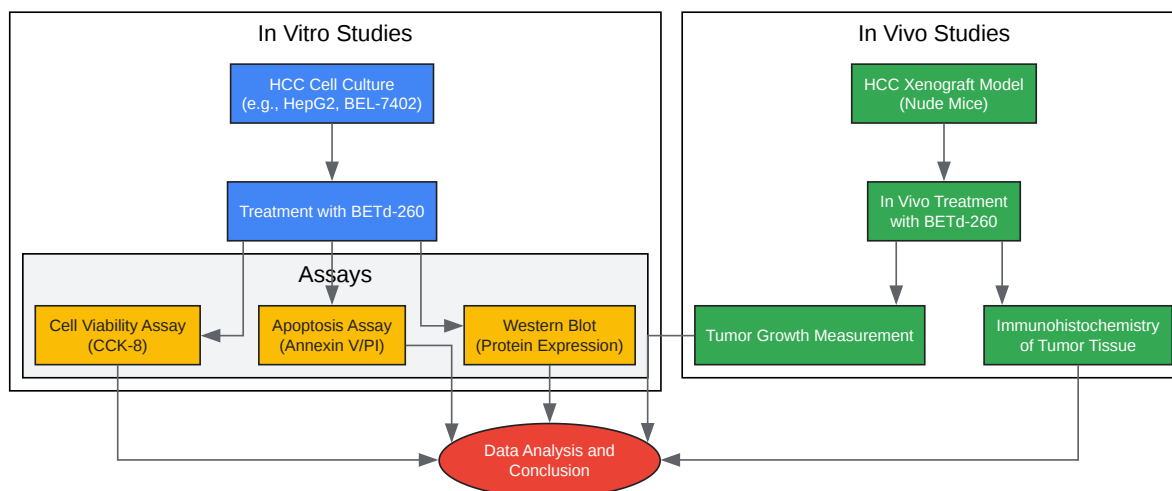 In Vitro Studies
HCC Cell Culture
(e.g., HepG2, BEL-7402)
Treatment with BETd-260
Assays
Cell Viability Assay
(CCK-8)
Apoptosis Assay
(Annexin V/PI)
Western Blot
(Protein Expression)
In Vivo Studies
HCC Xenograft Model
(Nude Mice)
In Vivo Treatment
with BETd-260
Tumor Growth Measurement
Immunohistochemistry
of Tumor Tissue
Data Analysis and
Conclusion